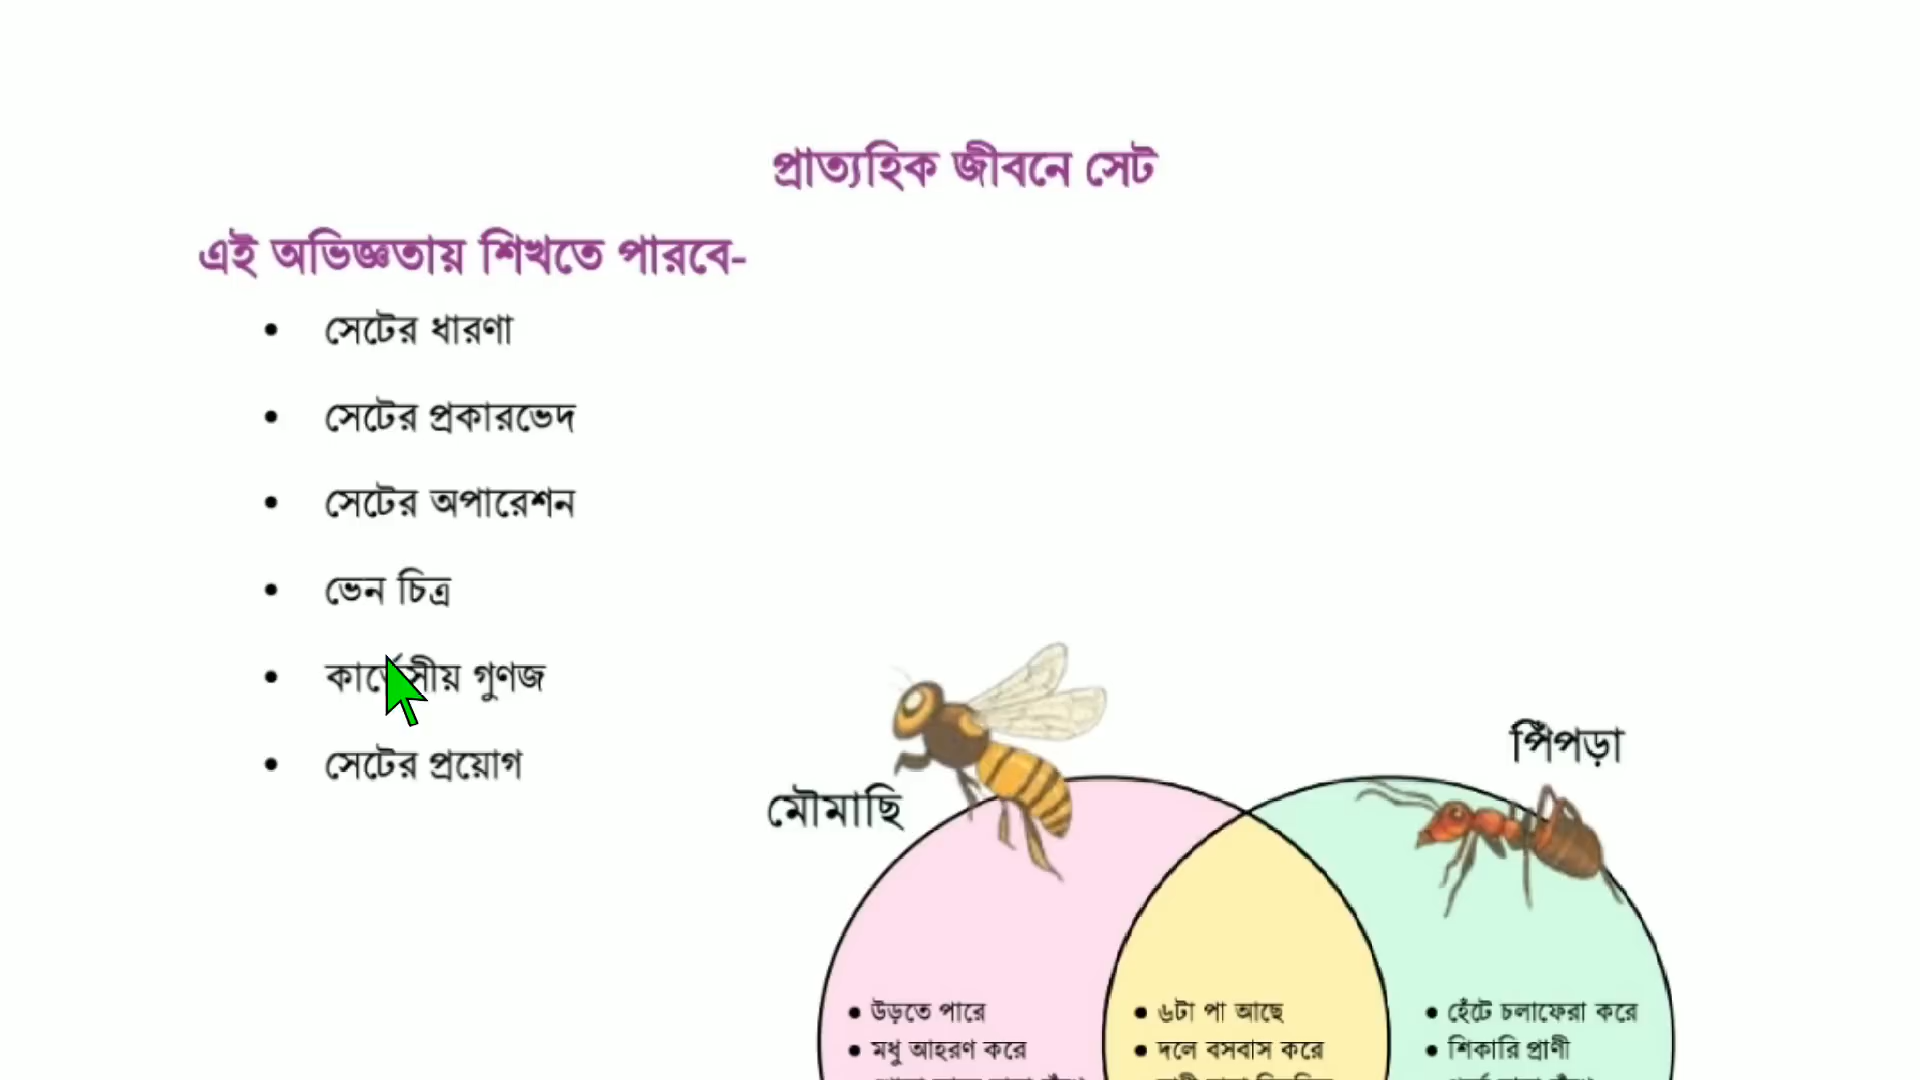 প্রাত্যহিক জীবনে সেট
এই অভিজ্ঞতায় শিখতে পারবে-
• সেটের ধারণা
• সেটের প্রকারভেদ
• সেটের অপারেশন
• ভেন চিত্র
• কার্তেসীয় গুণজ
• সেটের প্রয়োগ
মৌমাছি
পিঁপড়া
• উড়তে পারে
• মধু আহরণ করে
• ৬টা পা আছে
• দলে বসবাস করে
• হেঁটে চলাফেরা করে
• শিকারি প্রাণী